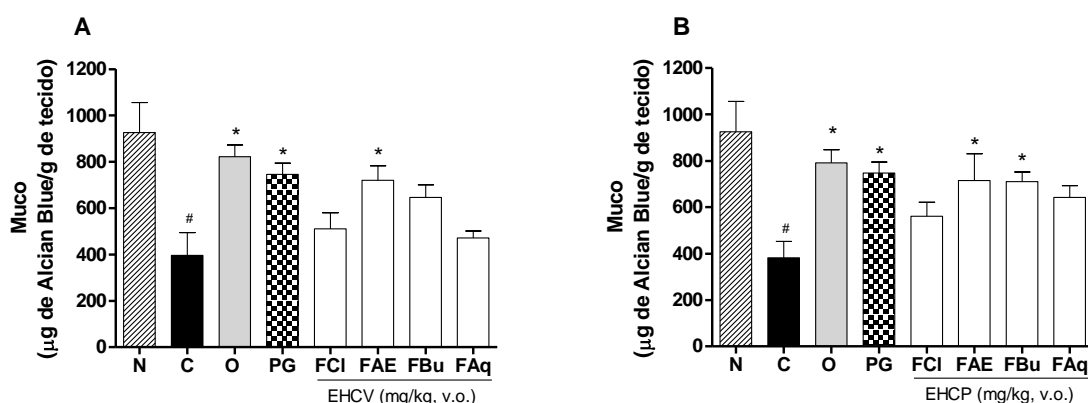 A
Muco
(µg de Alcian Blue/g de tecido)
1200
1000
800
600
400
200
0
#
*
*
*
N C O PG FCl FAE FBu FAq
EHCV (mg/kg, v.o.)
B
Muco
(µg de Alcian Blue/g de tecido)
1200
1000
800
600
400
200
0
#
*
*
*
*
N C O PG FCl FAE FBu FAq
EHCP (mg/kg, v.o.)